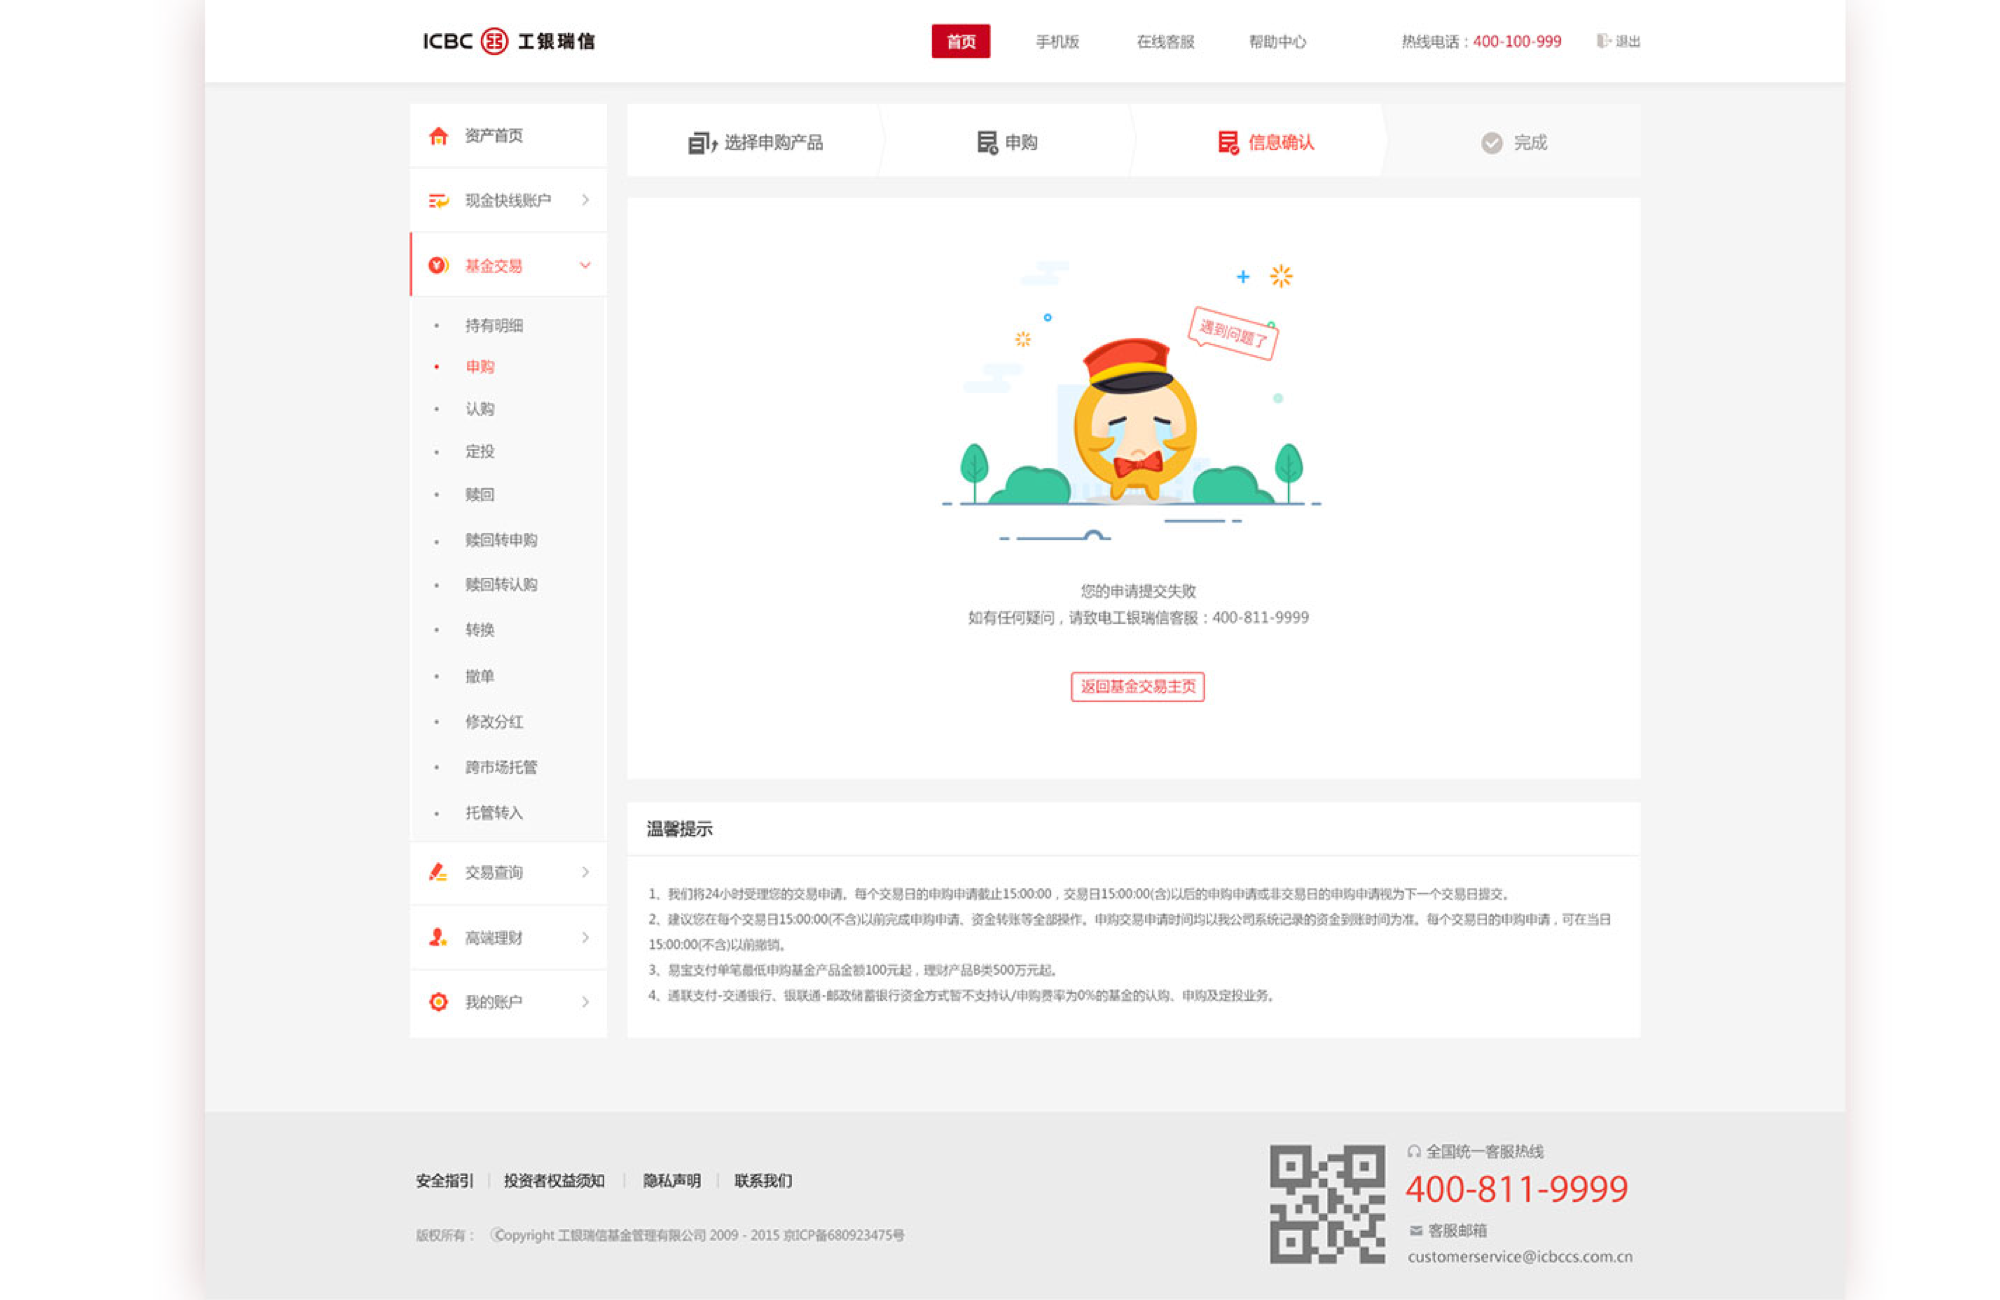 ICBC 工银瑞信
首页 手机版 在线客服 帮助中心 热线电话：400-100-999 退出
资产首页
现金快线账户
基金交易
持有明细
申购
认购
定投
赎回
赎回转申购
赎回转认购
转换
撤单
修改分红
跨市场托管
托管转入
交易查询
高端理财
我的账户
选择申购产品 申购 信息确认 完成
遇到问题了
您的申请提交失败
如有任何疑问，请致电工银瑞信客服：400-811-9999
返回基金交易主页
温馨提示
1、我们将24小时受理您的交易申请。每个交易日的申购申请截止15:00:00，交易日15:00:00(含)以后的申购申请或非交易日的申购申请视为下一个交易日提交。
2、建议您在每个交易日15:00:00(不含)以前完成申购申请、资金转账等全部操作。申购交易申请时间均以我公司系统记录的资金到账时间为准。每个交易日的申购申请，可在当日
15:00:00(不含)以前撤销。
3、易宝支付单笔最低申购基金产品金额100元起，理财产品B类500万元起。
4、通联支付-交通银行、银联通-邮政储蓄银行资金方式暂不支持认/申购费率为0%的基金的认购、申购及定投业务。
安全指引 | 投资者权益须知 | 隐私声明 | 联系我们
版权所有： Copyright 工银瑞信基金管理有限公司 2009 - 2015 京ICP备680923475号
全国统一客服热线
400-811-9999
客服邮箱
customerservice@icbccs.com.cn